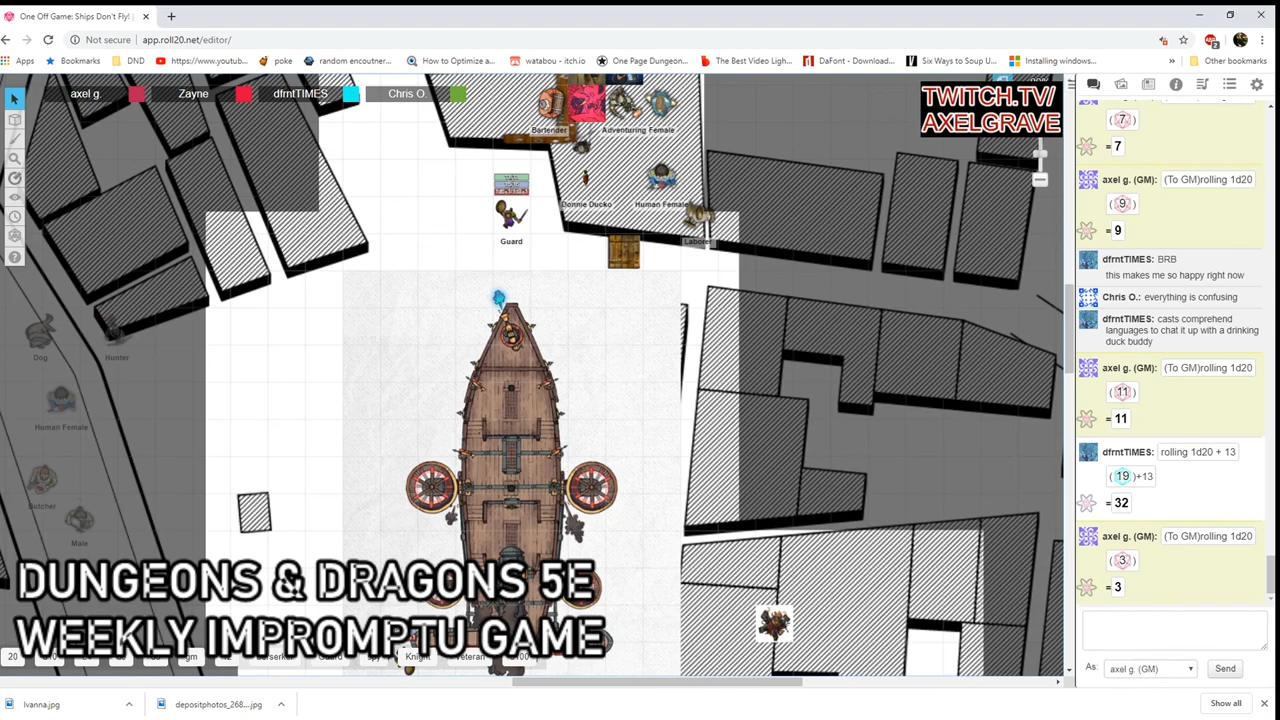 One Off Game: Ships Don't Fly! |
Not secure | app.roll20.net/editor/
Apps Bookmarks DND https://www.youtub... poke random encoutner... How to Optimize a... watabou - itch.io One Page Dungeon... The Best Video Ligh... DaFont - Download... Six Ways to Soup U... Installing windows... » Other bookmarks
axel g. Zayne dfrntTIMES Chris O.
TWITCH.TV/
AXELGRAVE
Bartender Adventuring Female
Donnie Ducko Human Female
Guard Laborer
Dog Hunter
Human Female
Butcher
Male
DUNGEONS & DRAGONS 5E
WEEKLY IMPROMPTU GAME
20 Knight Veteran
7
= 7
axel g. (GM): (To GM)rolling 1d20
(9)
= 9
dfrntTIMES: BRB
this makes me so happy right now
Chris O.: everything is confusing
dfrntTIMES: casts comprehend
languages to chat it up with a drinking
duck buddy
axel g. (GM): (To GM)rolling 1d20
(11)
= 11
dfrntTIMES: rolling 1d20 + 13
(19)+13
= 32
axel g. (GM): (To GM)rolling 1d20
(3)
= 3
As: axel g. (GM) Send
Ivanna.jpg depositphotos_268....jpg Show all